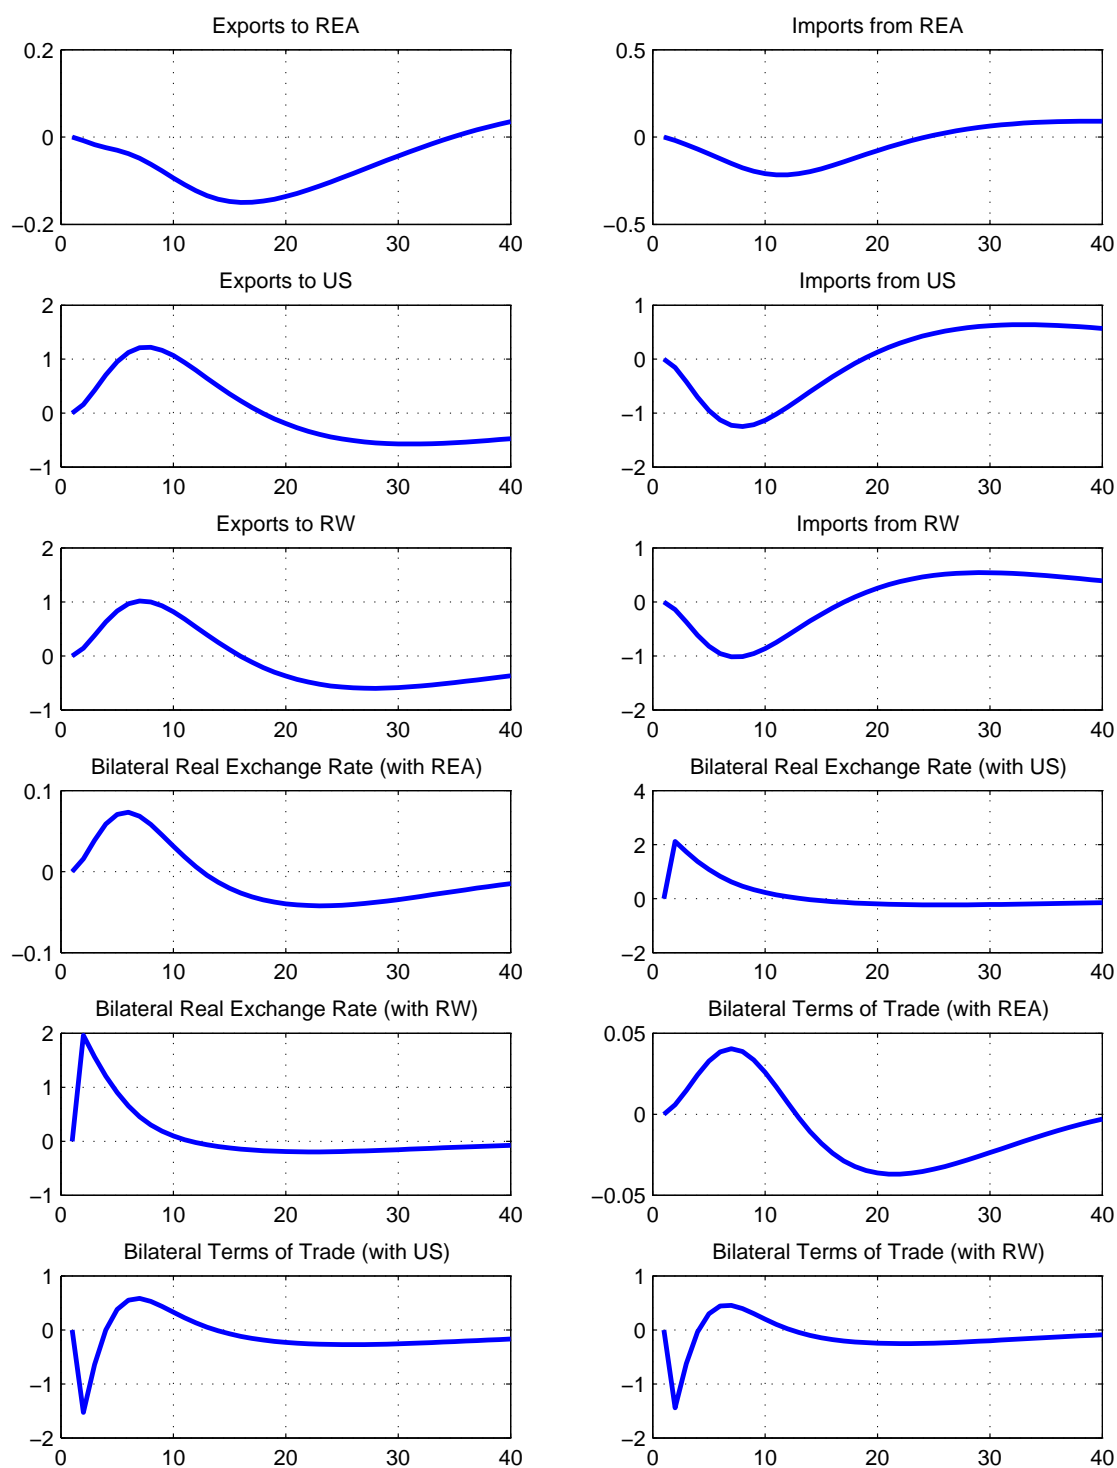 Exports to REA
0.2
0
−0.2
0 10 20 30 40
Imports from REA
0.5
0
−0.5
0 10 20 30 40
Exports to US
2
1
0
−1
0 10 20 30 40
Imports from US
1
0
−1
−2
0 10 20 30 40
Exports to RW
2
1
0
−1
0 10 20 30 40
Imports from RW
1
0
−1
−2
0 10 20 30 40
Bilateral Real Exchange Rate (with REA)
0.1
0
−0.1
0 10 20 30 40
Bilateral Real Exchange Rate (with US)
4
2
0
−2
0 10 20 30 40
Bilateral Real Exchange Rate (with RW)
2
1
0
−1
0 10 20 30 40
Bilateral Terms of Trade (with REA)
0.05
0
−0.05
0 10 20 30 40
Bilateral Terms of Trade (with US)
1
0
−1
−2
0 10 20 30 40
Bilateral Terms of Trade (with RW)
1
0
−1
−2
0 10 20 30 40